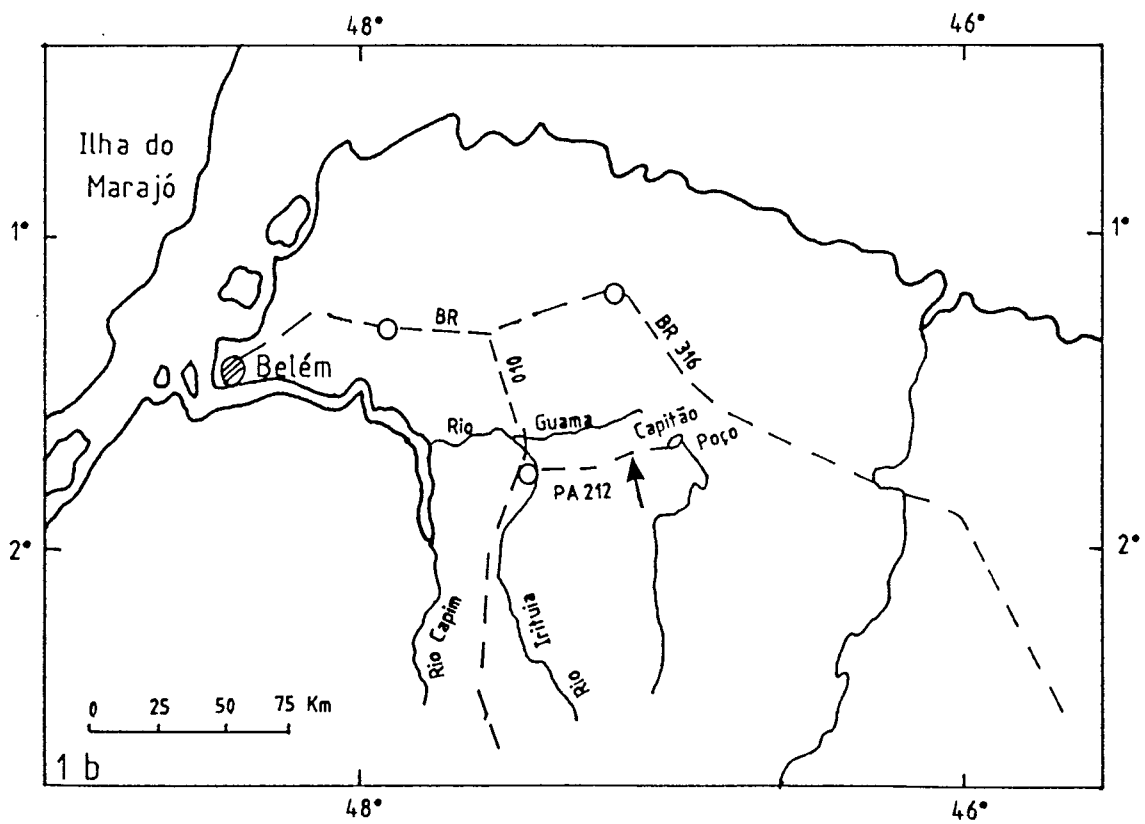 48°
46°
Ilha do
Marajó
1°
1°
BR
BR 316
010
Belém
Rio
Guama
Capitão
Poço
PA 212
2°
2°
Rio Capim
Irituia
Rio
0 25 50 75 Km
1 b
48°
46°